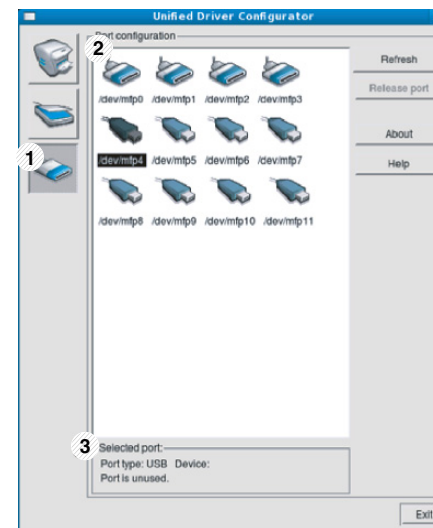 Unified Driver Configurator
Port configuration
2
Refresh
/dev/mfp0 /dev/mfp1 /dev/mfp2 /dev/mfp3
Release port
About
1
/dev/mfp4 /dev/mfp5 /dev/mfp6 /dev/mfp7
Help
/dev/mfp8 /dev/mfp9 /dev/mfp10 /dev/mfp11
3
Selected port:
Port type: USB Device:
Port is unused.
Exit